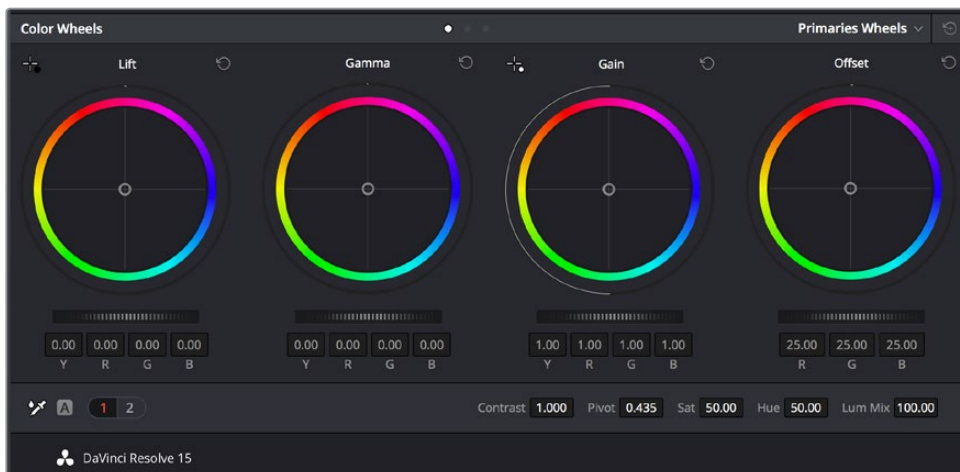 Color Wheels Primaries Wheels
Lift Gamma Gain Offset
0.00 0.00 0.00 0.00 0.00 0.00 0.00 0.00 1.00 1.00 1.00 1.00 25.00 25.00 25.00
Y R G B Y R G B Y R G B R G B
A 1 2 Contrast 1.000 Pivot 0.435 Sat 50.00 Hue 50.00 Lum Mix 100.00
DaVinci Resolve 15